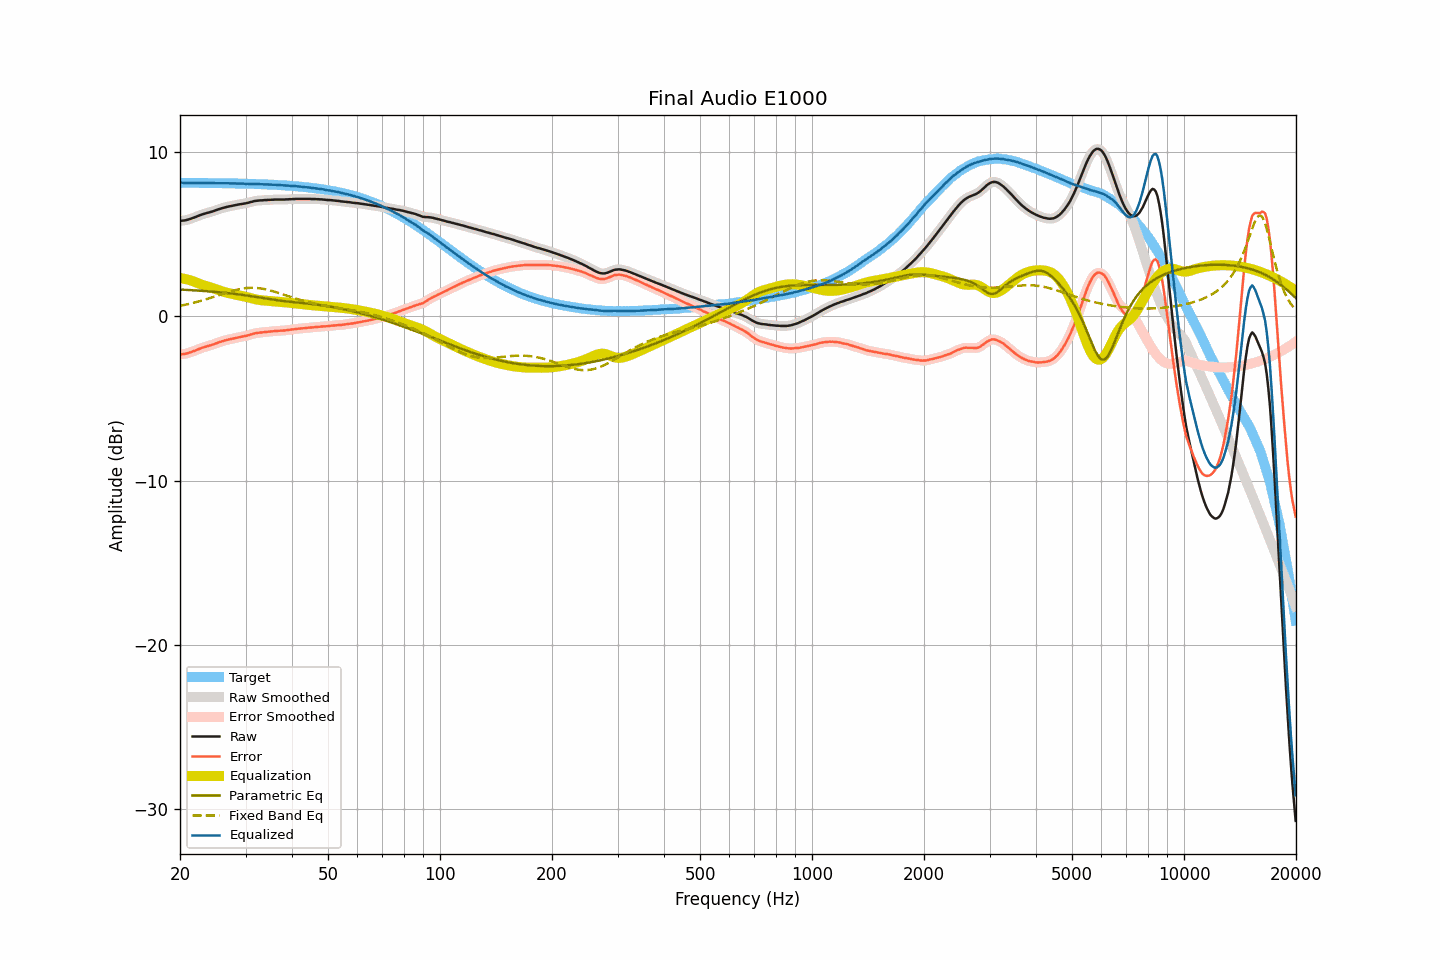 Final Audio E1000
Amplitude (dBr)
10
0
−10
−20
−30
Target
Raw Smoothed
Error Smoothed
Raw
Error
Equalization
Parametric Eq
Fixed Band Eq
Equalized
20 50 100 200 500 1000 2000 5000 10000 20000
Frequency (Hz)